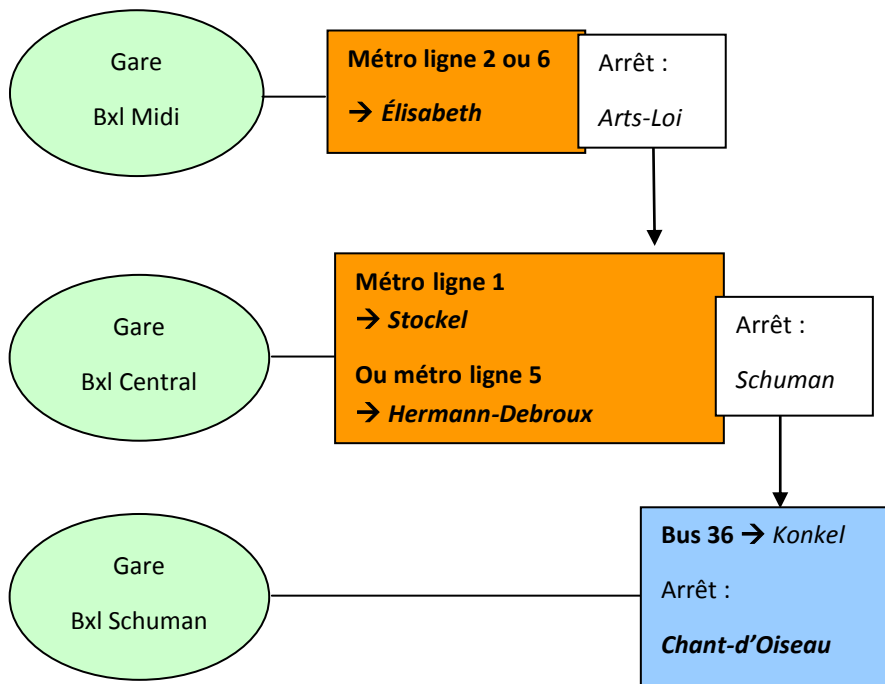 Gare
Bxl Midi
Métro ligne 2 ou 6
→ Élisabeth
Arrêt :
Arts-Loi
Gare
Bxl Central
Métro ligne 1
→ Stockel
Ou métro ligne 5
→ Hermann-Debroux
Arrêt :
Schuman
Gare
Bxl Schuman
Bus 36 → Konkel
Arrêt :
Chant-d’Oiseau